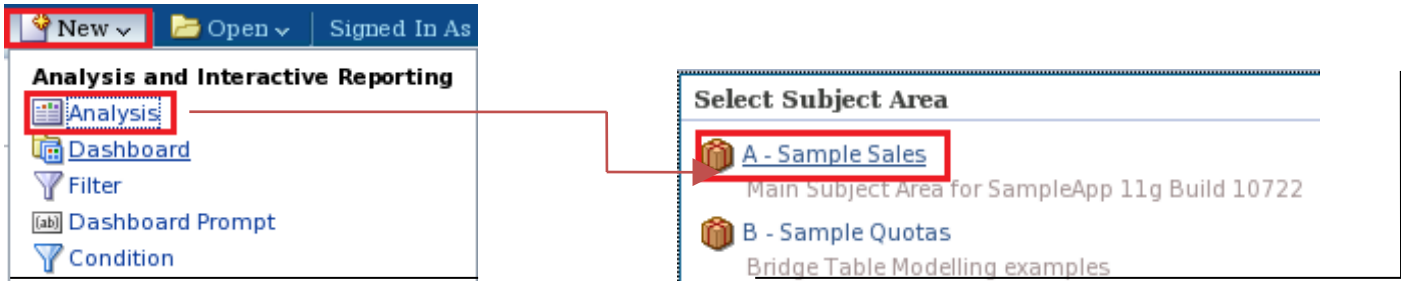 New Open Signed In As
Analysis and Interactive Reporting
Analysis
Dashboard
Filter
(ab) Dashboard Prompt
Condition
Select Subject Area
A - Sample Sales
Main Subject Area for SampleApp 11g Build 10722
B - Sample Quotas
Bridge Table Modelling examples